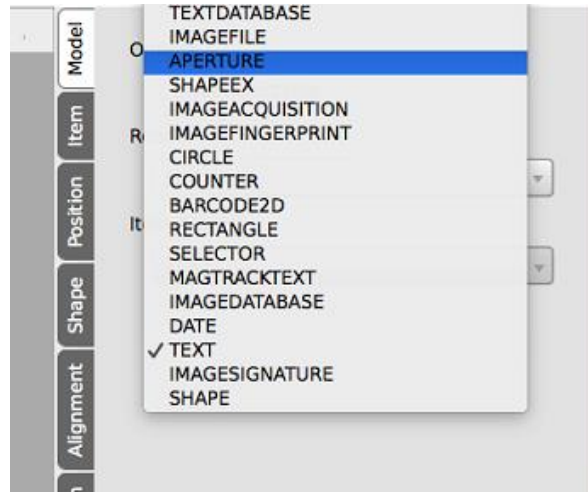 Model
Item
Position
Shape
Alignment
TEXTDATABASE
IMAGEFILE
APERTURE
SHAPEEX
IMAGEACQUISITION
IMAGEFINGERPRINT
CIRCLE
COUNTER
BARCODE2D
RECTANGLE
SELECTOR
MAGTRACKTEXT
IMAGEDATABASE
DATE
✓ TEXT
IMAGESIGNATURE
SHAPE